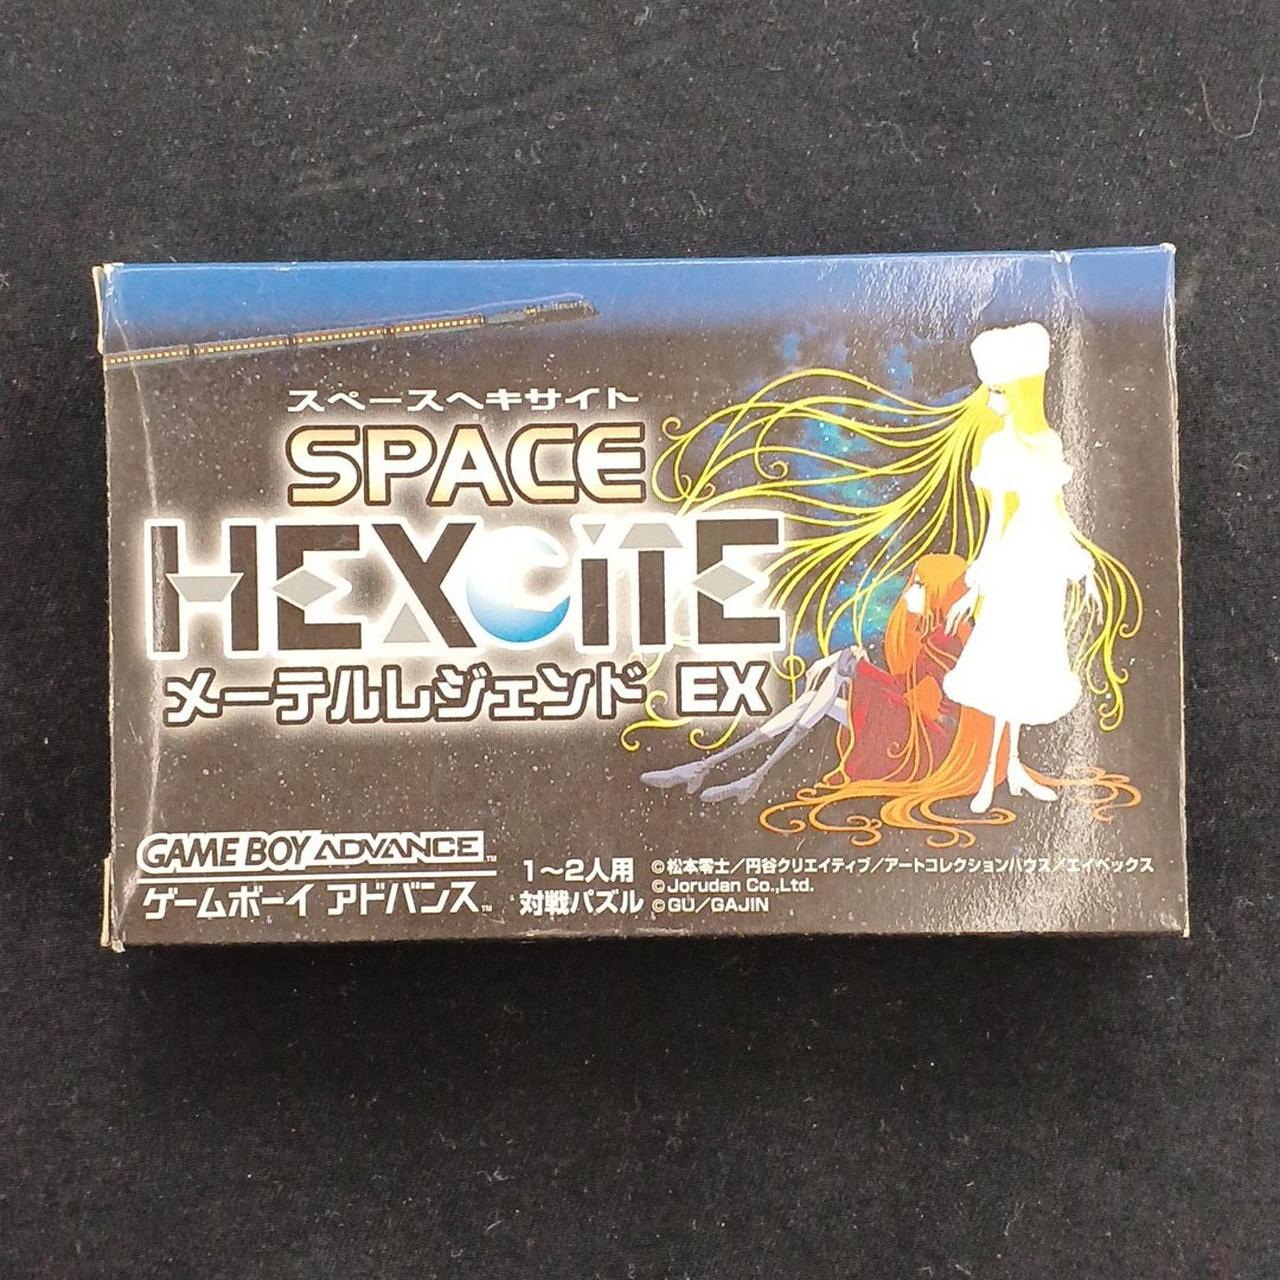 スペースヘキサイト
SPACE
HEXCITE
メーテルレジェンド EX
GAME BOY ADVANCE™
ゲームボーイ アドバンス™
1～2人用
対戦パズル
©松本零士／円谷クリエイティブ／アートコレクションハウス／エイベックス
©Jorudan Co.,Ltd.
©GU／GAJIN